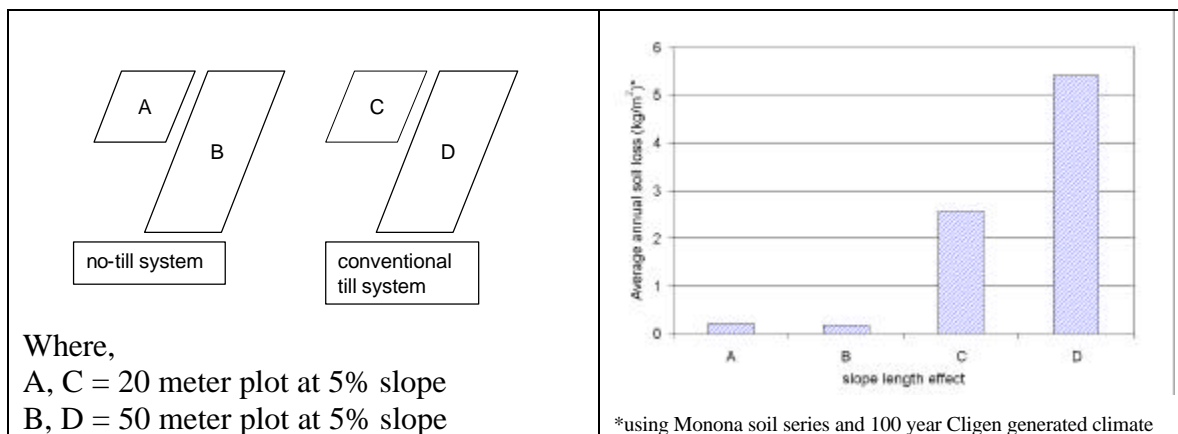 A
B
C
D
no-till system
conventional
till system
Where,
A, C = 20 meter plot at 5% slope
B, D = 50 meter plot at 5% slope
Average annual soil loss (kg/m²)*
6
5
4
3
2
1
0
A B C D
slope length effect
*using Monona soil series and 100 year Cligen generated climate